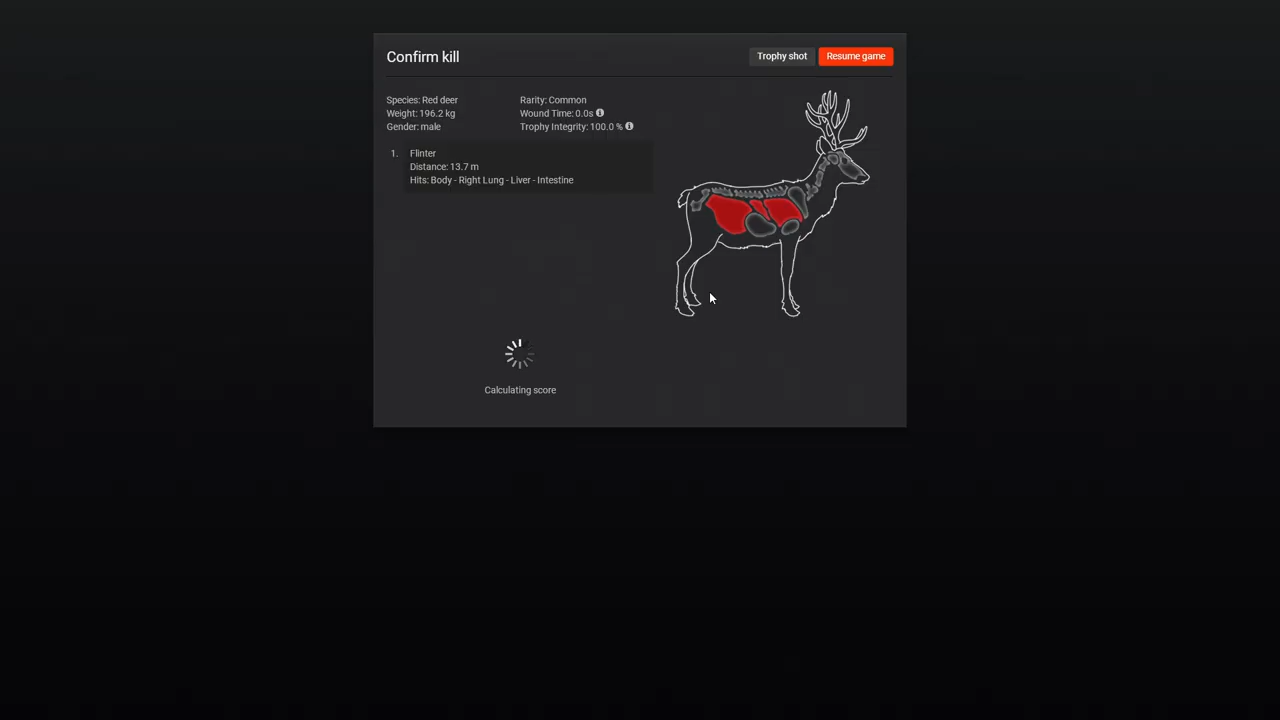 Confirm kill
Trophy shot
Resume game
Species: Red deer
Weight: 196.2 kg
Gender: male
Rarity: Common
Wound Time: 0.0s
Trophy Integrity: 100.0 %
1. Flinter
Distance: 13.7 m
Hits: Body - Right Lung - Liver - Intestine
Calculating score